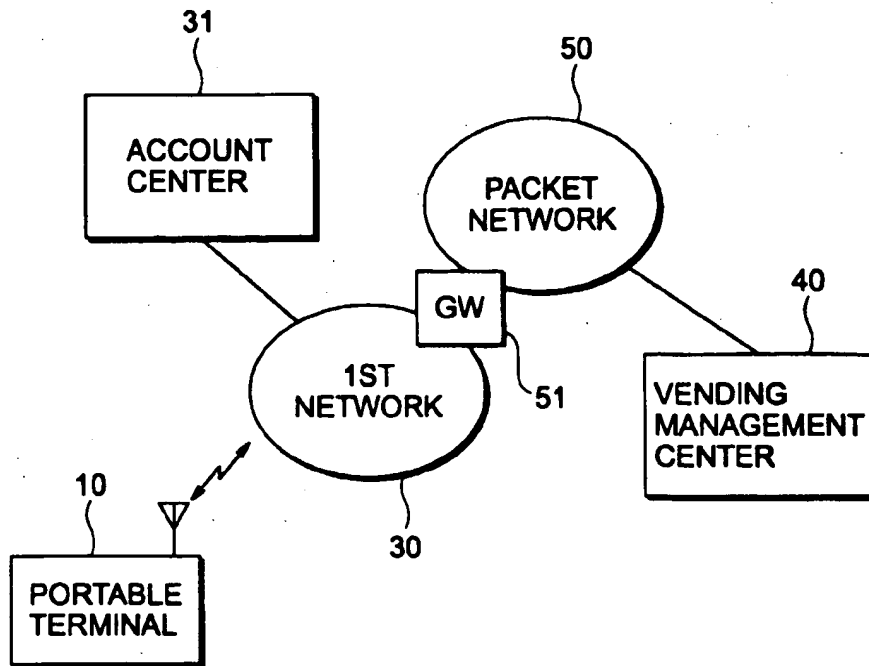 31
ACCOUNT
CENTER
50
PACKET
NETWORK
GW
51
40
VENDING
MANAGEMENT
CENTER
1ST
NETWORK
30
10
PORTABLE
TERMINAL